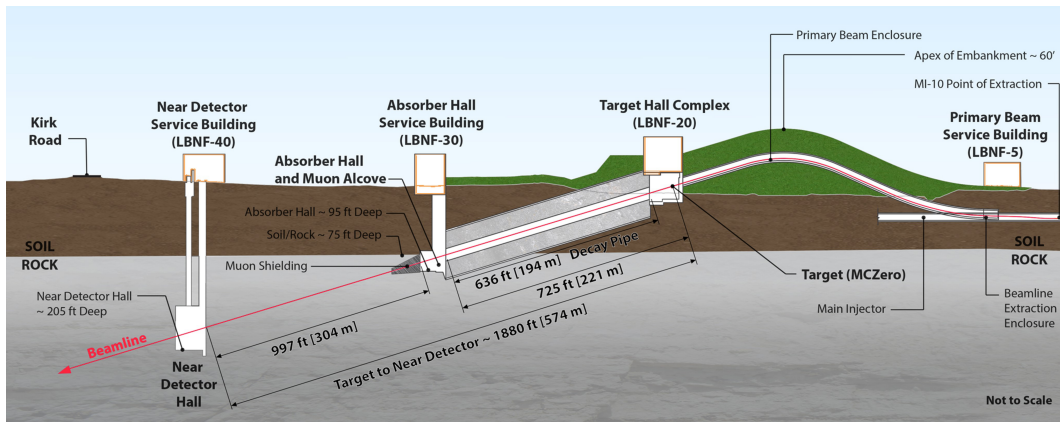 Primary Beam Enclosure
Apex of Embankment ~ 60'
MI-10 Point of Extraction
Kirk
Road
Near Detector
Service Building
(LBNF-40)
Absorber Hall
Service Building
(LBNF-30)
Target Hall Complex
(LBNF-20)
Primary Beam
Service Building
(LBNF-5)
Absorber Hall
and Muon Alcove
Absorber Hall ~ 95 ft Deep
Soil/Rock ~ 75 ft Deep
SOIL
ROCK
Muon Shielding
SOIL
ROCK
636 ft [194 m] Decay Pipe
725 ft [221 m]
Target (MCZero)
Near Detector Hall
~ 205 ft Deep
Main Injector
Beamline
Extraction
Enclosure
997 ft [304 m]
Target to Near Detector ~ 1880 ft [574 m]
Beamline
Near
Detector
Hall
Not to Scale